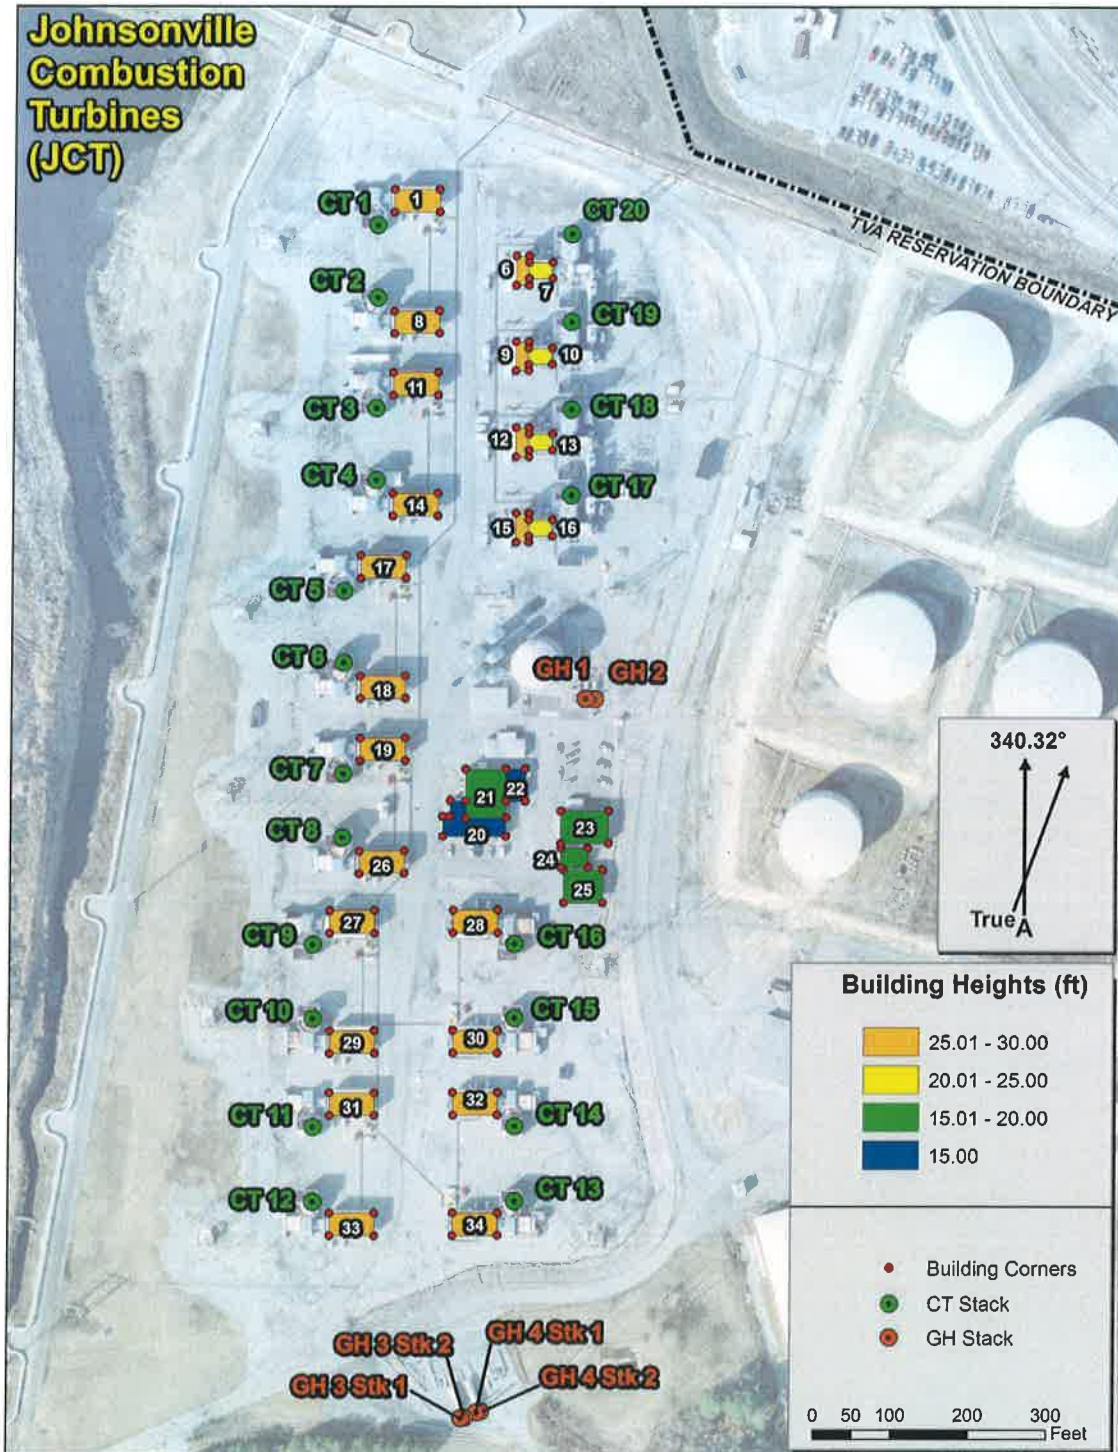 Johnsonville
Combustion
Turbines
(JCT)
TVA RESERVATION BOUNDARY
CT 1
1
CT 20
6
7
CT 2
8
CT 19
9
10
11
CT 3
CT 18
12
13
CT 4
14
CT 17
15
16
17
CT 5
CT 6
18
GH 1
GH 2
19
CT 7
21
22
20
23
24
25
CT 8
26
27
28
CT 9
CT 16
CT 10
CT 15
29
30
31
32
CT 11
CT 14
CT 12
CT 13
33
34
GH 3 Stk 2
GH 4 Stk 1
GH 3 Stk 1
GH 4 Stk 2
340.32°
True
A
Building Heights (ft)
25.01 - 30.00
20.01 - 25.00
15.01 - 20.00
15.00
Building Corners
CT Stack
GH Stack
0 50 100 200 300
Feet